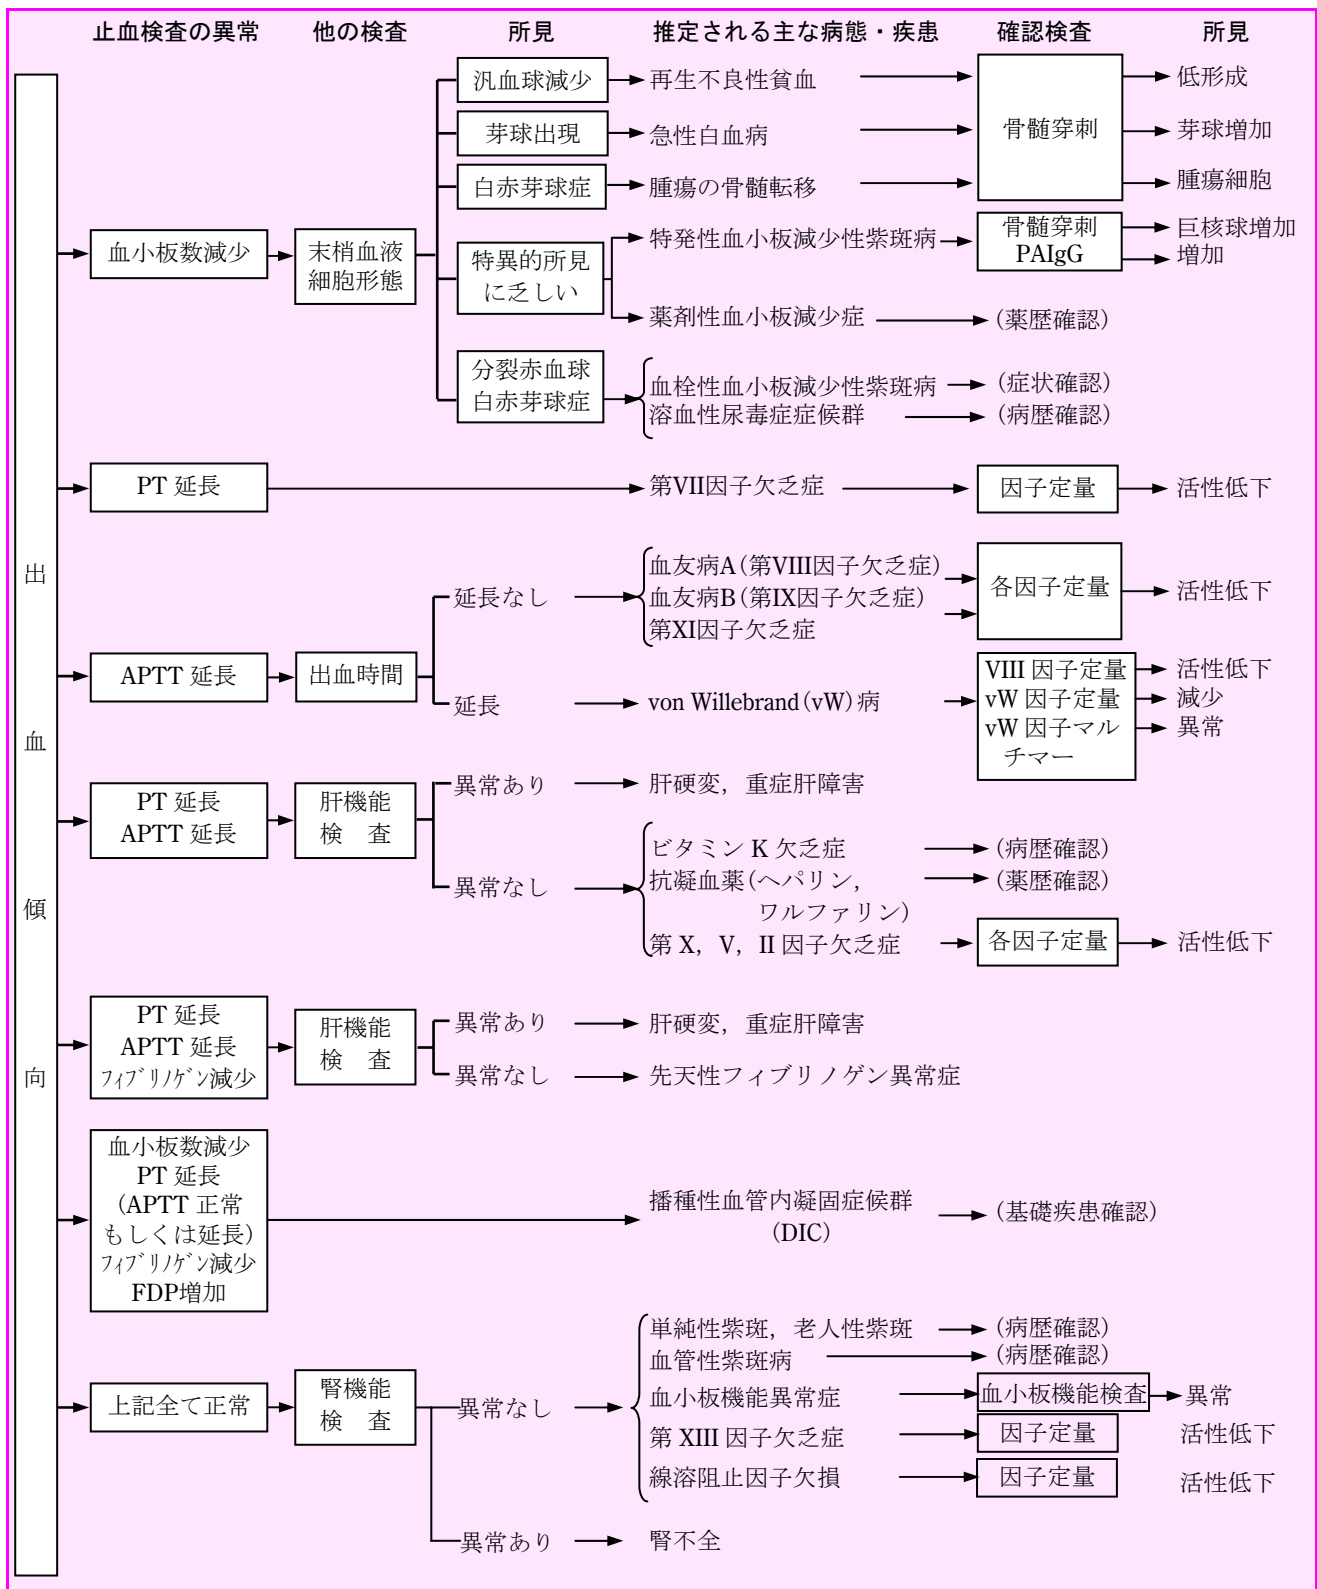 止血検査の異常 他の検査 所見 推定される主な病態・疾患 確認検査 所見
出血傾向
血小板数減少
末梢血液
細胞形態
汎血球減少 再生不良性貧血
芽球出現 急性白血病
白赤芽球症 腫瘍の骨髄転移
骨髄穿刺
低形成
芽球増加
腫瘍細胞
特異的所見
に乏しい
特発性血小板減少性紫斑病
骨髄穿刺
PAIgG
巨核球増加
増加
薬剤性血小板減少症 (薬歴確認)
分裂赤血球
白赤芽球症
血栓性血小板減少性紫斑病 (症状確認)
溶血性尿毒症症候群 (病歴確認)
PT 延長 第VII因子欠乏症 因子定量 活性低下
APTT 延長 出血時間
延長なし
血友病A(第VIII因子欠乏症)
血友病B(第IX因子欠乏症)
第XI因子欠乏症
各因子定量 活性低下
延長 von Willebrand(vW)病
VIII 因子定量 活性低下
vW 因子定量 減少
vW 因子マル 異常
チマー
PT 延長
APTT 延長
肝機能
検 査
異常あり 肝硬変，重症肝障害
異常なし
ビタミン K 欠乏症 (病歴確認)
抗凝血薬(ヘパリン， (薬歴確認)
ワルファリン)
第 X，V，II 因子欠乏症 各因子定量 活性低下
PT 延長
APTT 延長
ﾌｨﾌﾞﾘﾉｹﾞﾝ減少
肝機能
検 査
異常あり 肝硬変，重症肝障害
異常なし 先天性フィブリノゲン異常症
血小板数減少
PT 延長
(APTT 正常
もしくは延長)
ﾌｨﾌﾞﾘﾉｹﾞﾝ減少
FDP増加
播種性血管内凝固症候群 (基礎疾患確認)
(DIC)
上記全て正常
腎機能
検 査
異常なし
単純性紫斑，老人性紫斑 (病歴確認)
血管性紫斑病 (病歴確認)
血小板機能異常症 血小板機能検査 異常
第 XIII 因子欠乏症 因子定量 活性低下
線溶阻止因子欠損 因子定量 活性低下
異常あり 腎不全